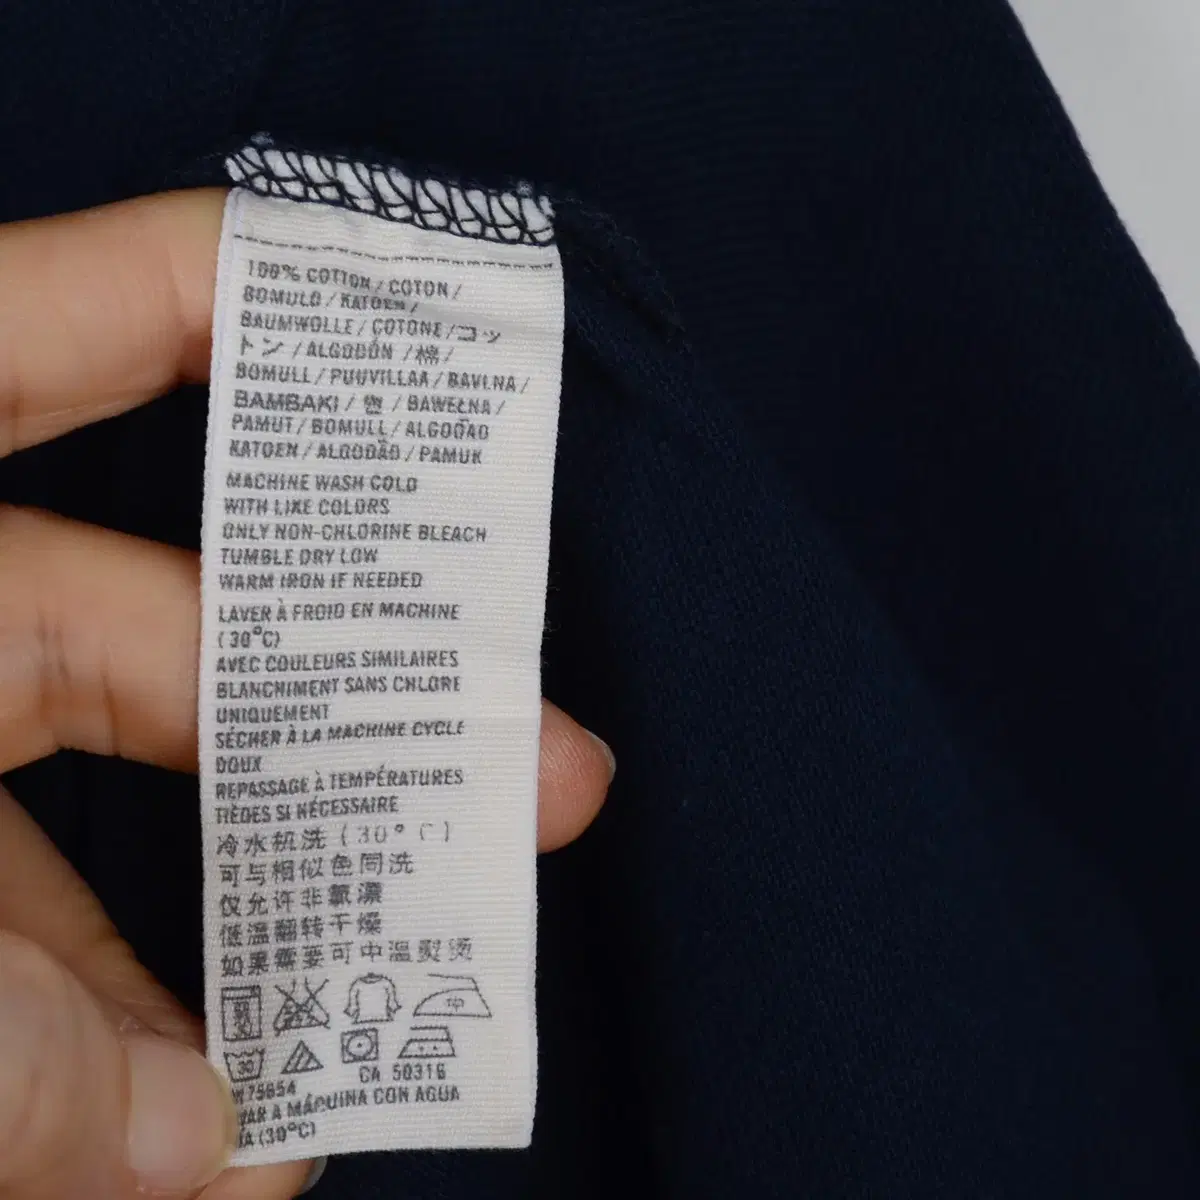 100% COTTON / COTON /
BOMULD / KATOEN /
BAUMWOLLE / COTONE / コッ
トン / ALGODÓN / 棉 /
BOMULL / PUUVILLAA / BAVLNA /
BAMBAKI / 면 / BAWEŁNA /
PAMUT / BOMULL / ALGODÃO
KATOEN / ALGODÃO / PAMUK
MACHINE WASH COLD
WITH LIKE COLORS
ONLY NON-CHLORINE BLEACH
TUMBLE DRY LOW
WARM IRON IF NEEDED
LAVER À FROID EN MACHINE
(30°C)
AVEC COULEURS SIMILAIRES
BLANCHIMENT SANS CHLORE
UNIQUEMENT
SÉCHER À LA MACHINE CYCLE
DOUX
REPASSAGE À TEMPÉRATURES
TIÈDES SI NÉCESSAIRE
冷水机洗(30°C)
可与相似色同洗
仅允许非氯漂
低温翻转干燥
如果需要可中温熨烫
中
30
75654 CA 50316
A MÁQUINA CON AGUA
(30°C)